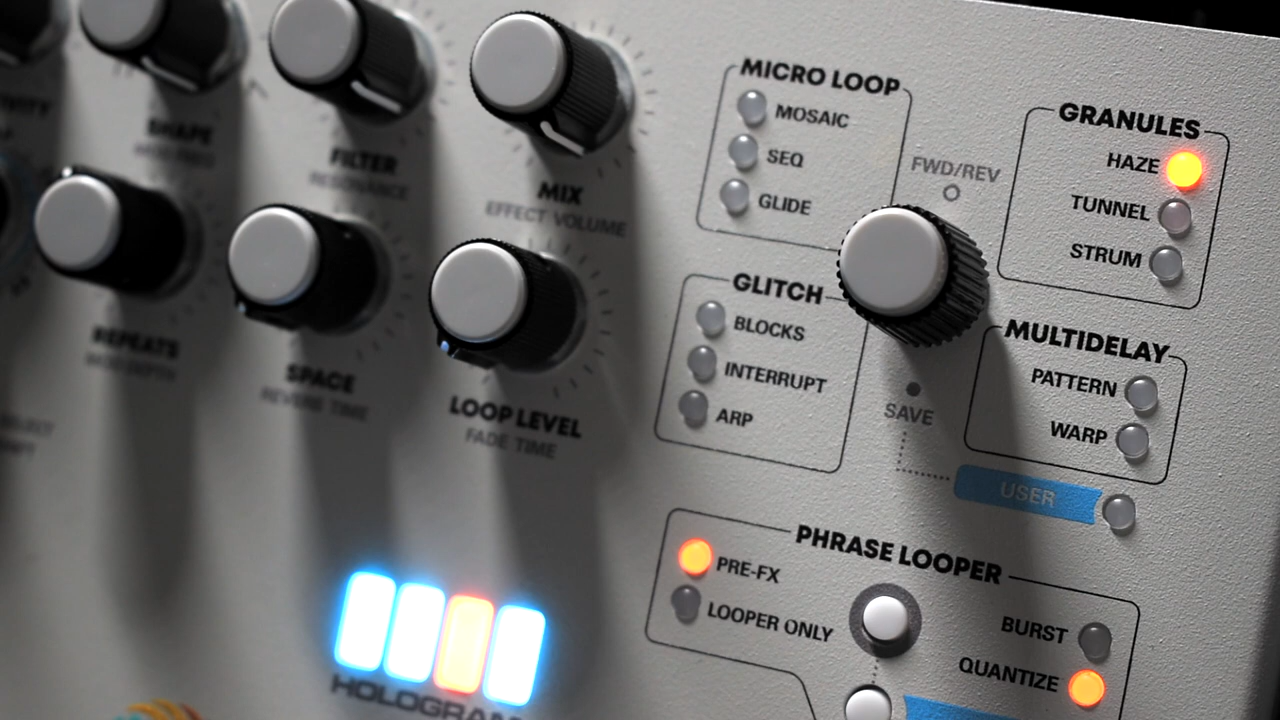 SHAPE
FILTER
RESONANCE
MIX
EFFECT VOLUME
REPEATS
SPACE
REVERB TIME
LOOP LEVEL
FADE TIME
HOLOGRAM
MICRO LOOP
MOSAIC
SEQ
GLIDE
FWD/REV
GRANULES
HAZE
TUNNEL
STRUM
GLITCH
BLOCKS
INTERRUPT
ARP
MULTIDELAY
PATTERN
WARP
SAVE
USER
PHRASE LOOPER
PRE-FX
LOOPER ONLY
BURST
QUANTIZE